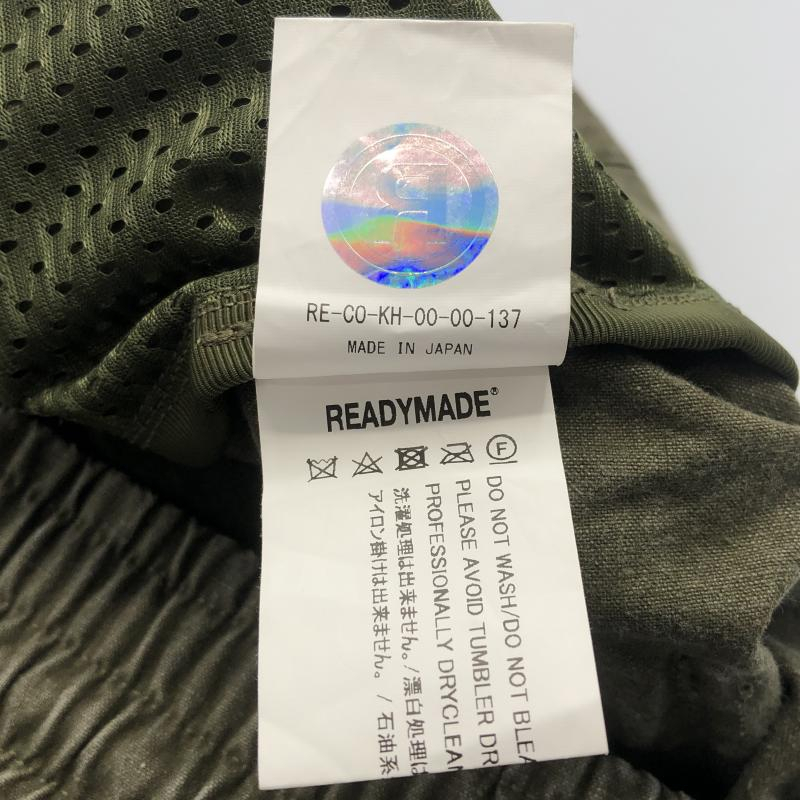 RE-CO-KH-00-00-137
MADE IN JAPAN
READYMADE®
F
DO NOT WASH/DO NOT BLEA
PLEASE AVOID TUMBLER DR
PROFESSIONALLY DRYCLEAN
洗濯処理は出来ません。/漂白処理は
アイロン掛けは出来ません。/石油系